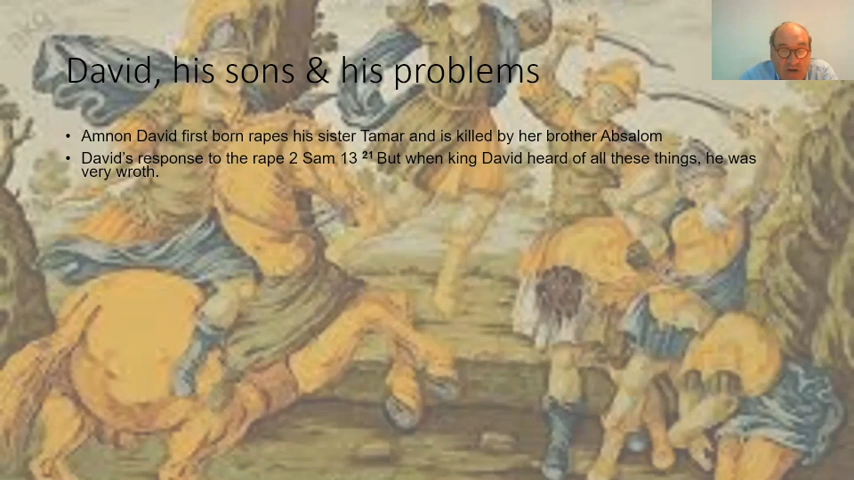 David, his sons & his problems
• Amnon David first born rapes his sister Tamar and is killed by her brother Absalom
• David's response to the rape 2 Sam 13 ²¹ But when king David heard of all these things, he was
very wroth.
akg